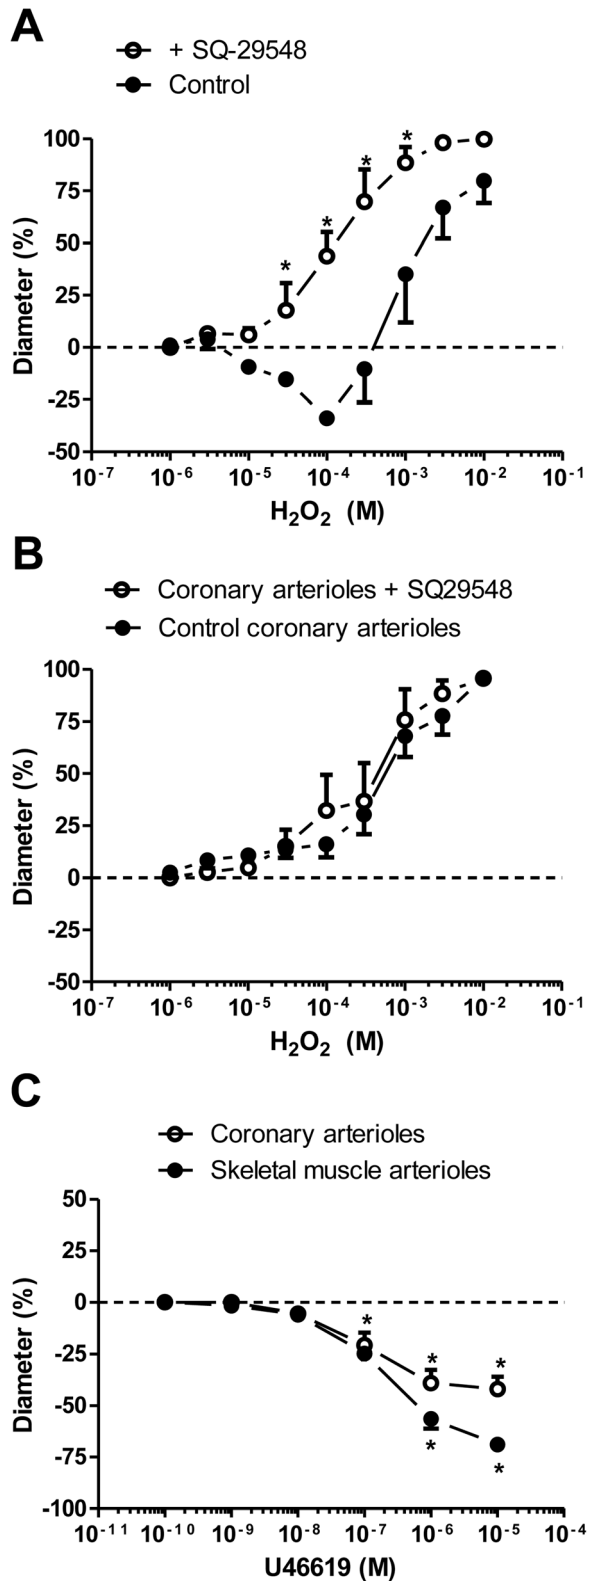 A
+ SQ-29548
Control
* * * *
100
75
50
25
0
-25
-50
Diameter (%)
10⁻⁷ 10⁻⁶ 10⁻⁵ 10⁻⁴ 10⁻³ 10⁻² 10⁻¹
H₂O₂ (M)
B
Coronary arterioles + SQ29548
Control coronary arterioles
100
75
50
25
0
-25
-50
Diameter (%)
10⁻⁷ 10⁻⁶ 10⁻⁵ 10⁻⁴ 10⁻³ 10⁻² 10⁻¹
H₂O₂ (M)
C
Coronary arterioles
Skeletal muscle arterioles
50
25
0
-25
-50
-75
-100
Diameter (%)
* * *
* *
10⁻¹¹ 10⁻¹⁰ 10⁻⁹ 10⁻⁸ 10⁻⁷ 10⁻⁶ 10⁻⁵ 10⁻⁴
U46619 (M)